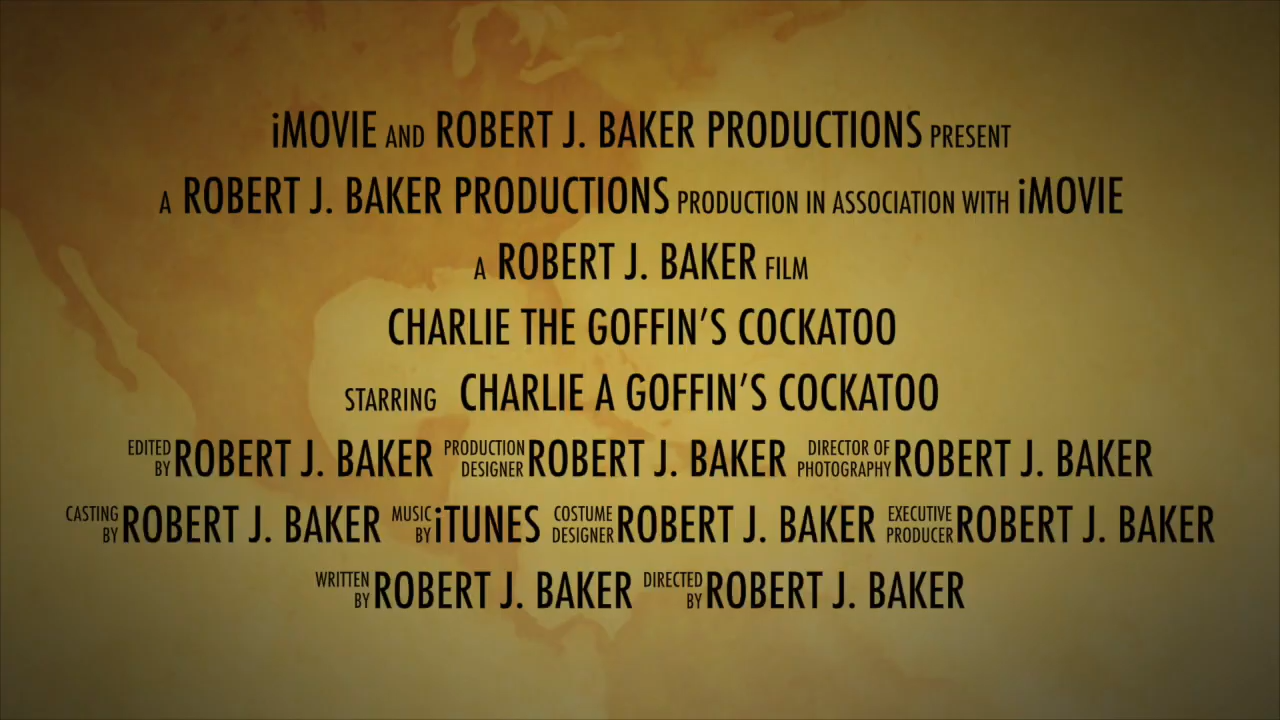 iMOVIE AND ROBERT J. BAKER PRODUCTIONS PRESENT
A ROBERT J. BAKER PRODUCTIONS PRODUCTION IN ASSOCIATION WITH iMOVIE
A ROBERT J. BAKER FILM
CHARLIE THE GOFFIN'S COCKATOO
STARRING CHARLIE A GOFFIN'S COCKATOO
EDITED BY ROBERT J. BAKER PRODUCTION DESIGNER ROBERT J. BAKER DIRECTOR OF PHOTOGRAPHY ROBERT J. BAKER
CASTING BY ROBERT J. BAKER MUSIC BY iTUNES COSTUME DESIGNER ROBERT J. BAKER EXECUTIVE PRODUCER ROBERT J. BAKER
WRITTEN BY ROBERT J. BAKER DIRECTED BY ROBERT J. BAKER